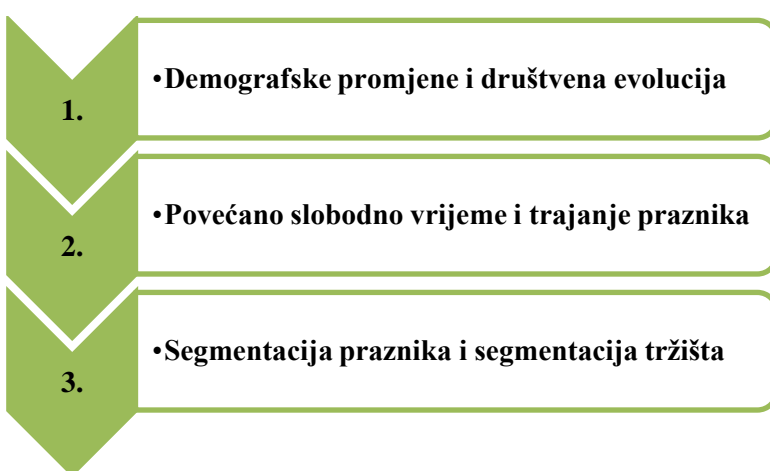 1.
•Demografske promjene i društvena evolucija
2.
•Povećano slobodno vrijeme i trajanje praznika
3.
•Segmentacija praznika i segmentacija tržišta